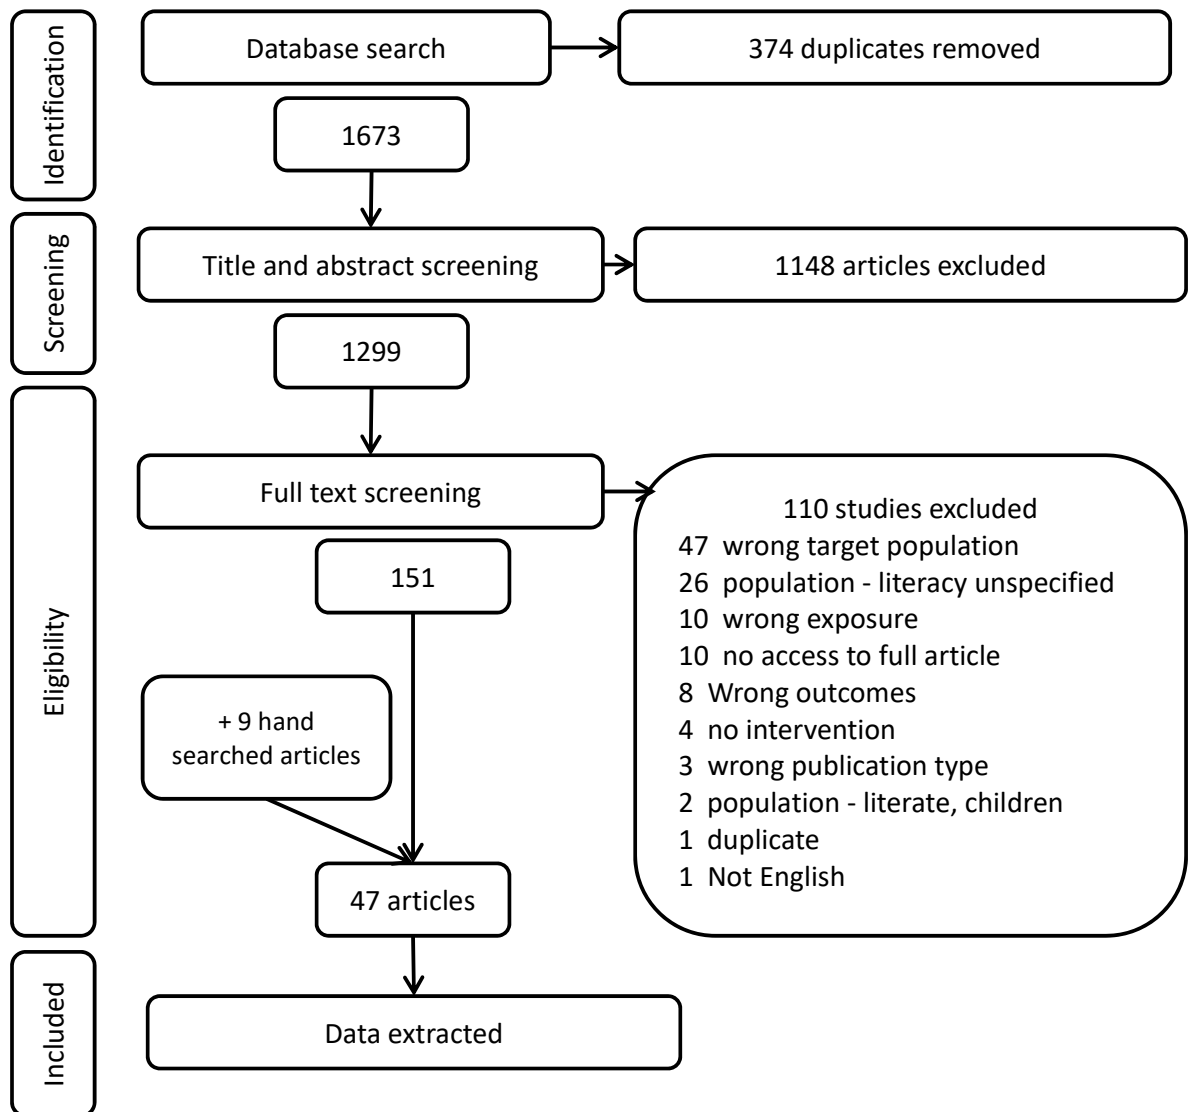 Identification
Database search
374 duplicates removed
1673
Screening
Title and abstract screening
1148 articles excluded
1299
Eligibility
Full text screening
110 studies excluded
47 wrong target population
26 population - literacy unspecified
10 wrong exposure
10 no access to full article
8 Wrong outcomes
4 no intervention
3 wrong publication type
2 population - literate, children
1 duplicate
1 Not English
151
+ 9 hand
searched articles
47 articles
Included
Data extracted